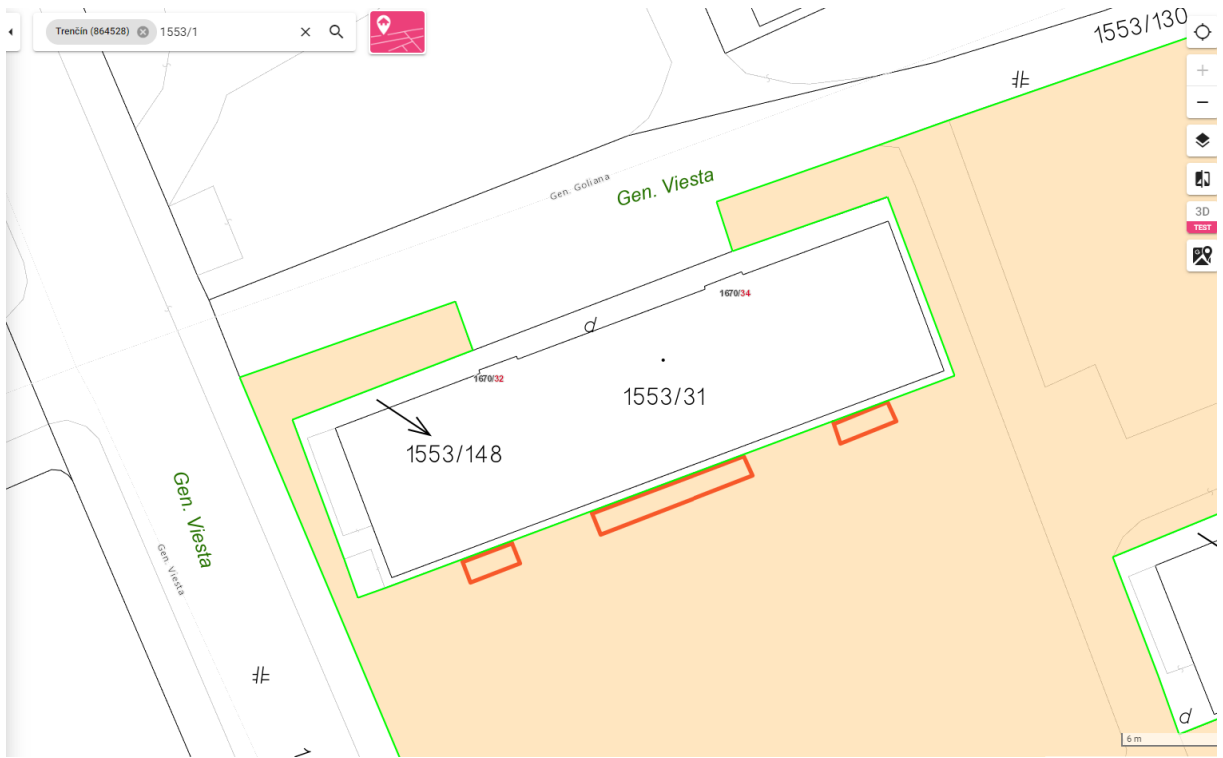 Trenčín (864528) 1553/1
1553/130
3D
TEST
Gen. Goliana
Gen. Viesta
1670/34
d
1670/32
1553/31
1553/148
Gen. Viesta
Gen. Viesta
d
6 m